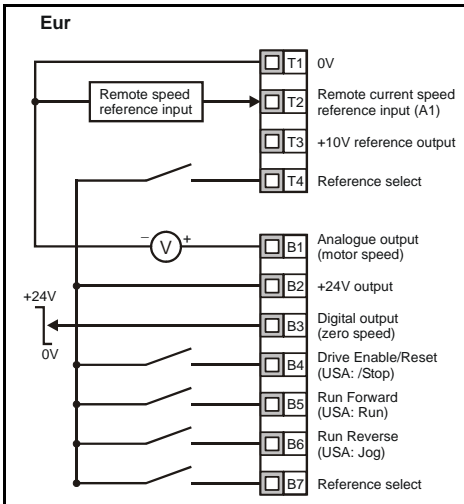 Eur
T1 0V
Remote speed
reference input
T2 Remote current speed
reference input (A1)
T3 +10V reference output
T4 Reference select
− V +
B1 Analogue output
(motor speed)
B2 +24V output
+24V
0V
B3 Digital output
(zero speed)
B4 Drive Enable/Reset
(USA: /Stop)
B5 Run Forward
(USA: Run)
B6 Run Reverse
(USA: Jog)
B7 Reference select